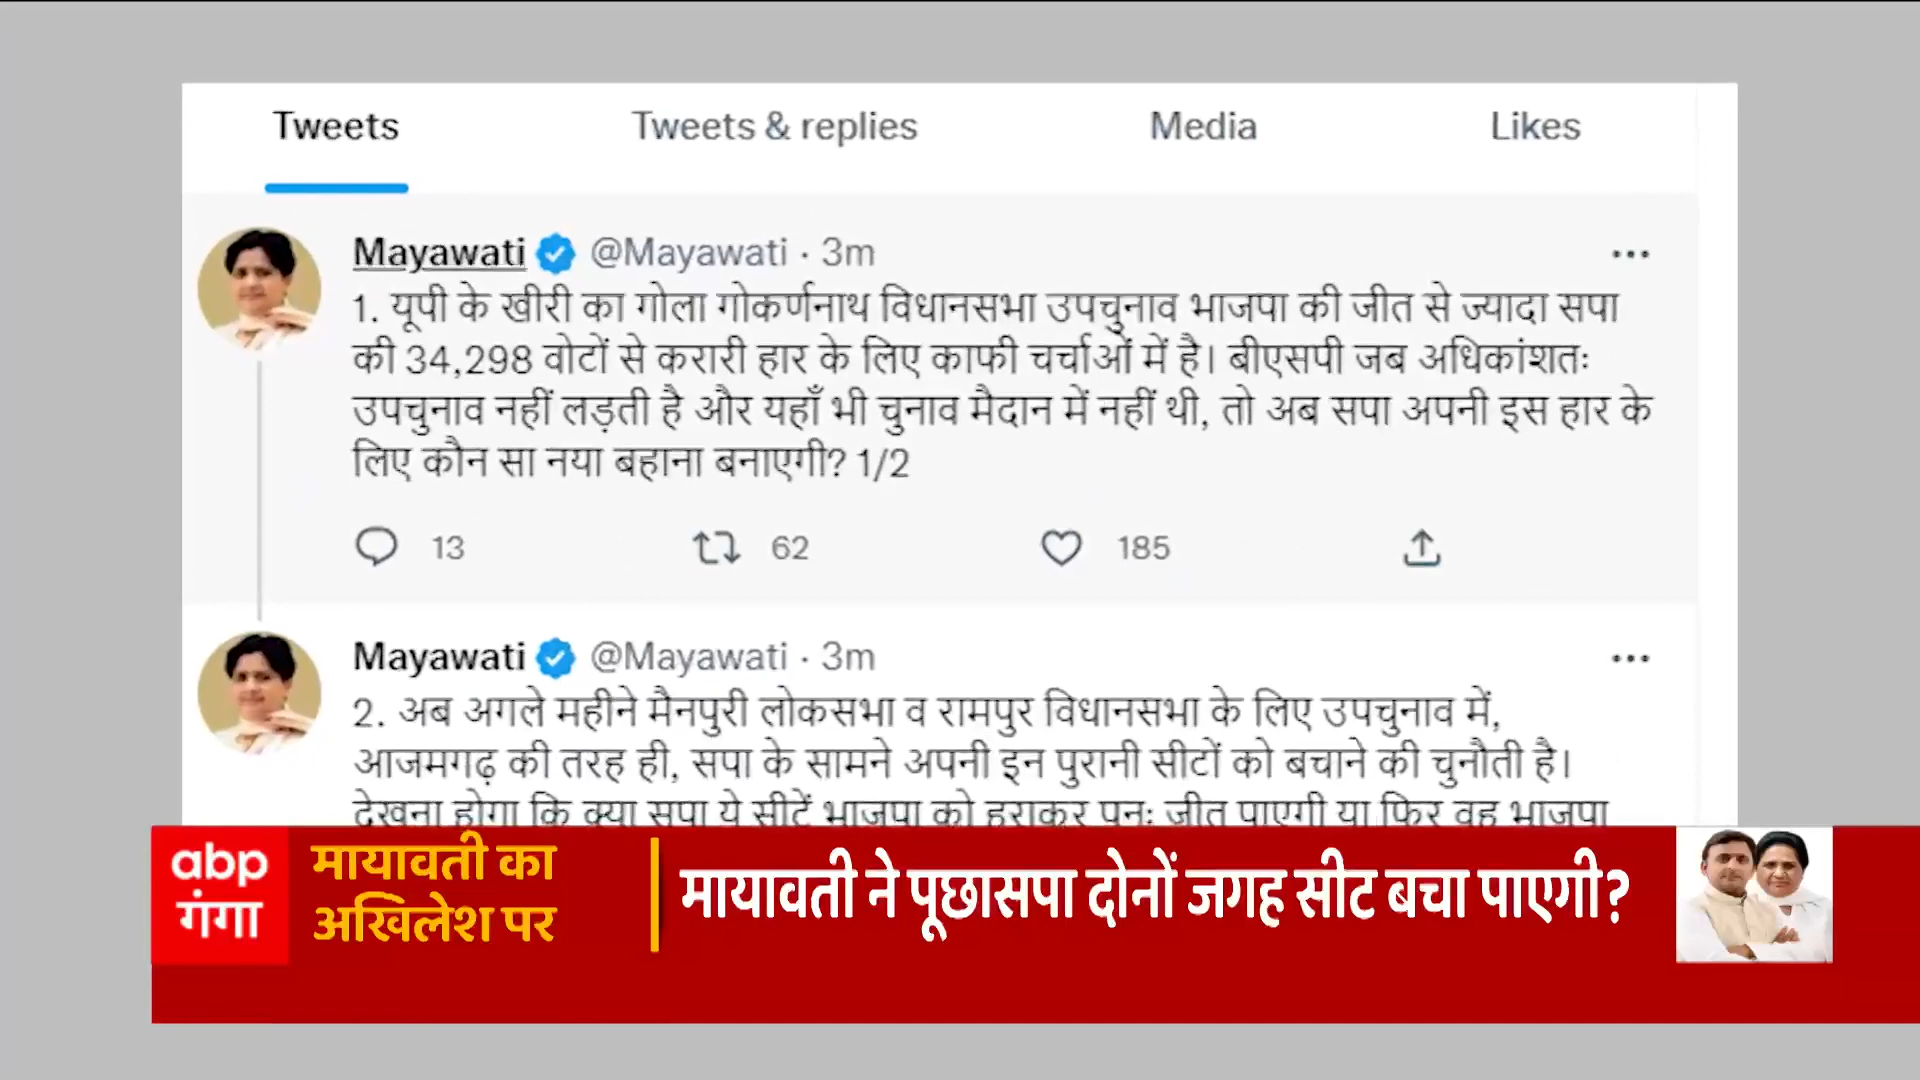 Tweets Tweets & replies Media Likes
Mayawati @Mayawati · 3m
1. यूपी के खीरी का गोला गोकर्णनाथ विधानसभा उपचुनाव भाजपा की जीत से ज्यादा सपा
की 34,298 वोटों से करारी हार के लिए काफी चर्चाओं में है। बीएसपी जब अधिकांशतः
उपचुनाव नहीं लड़ती है और यहाँ भी चुनाव मैदान में नहीं थी, तो अब सपा अपनी इस हार के
लिए कौन सा नया बहाना बनाएगी? 1/2
13 62 185
Mayawati @Mayawati · 3m
2. अब अगले महीने मैनपुरी लोकसभा व रामपुर विधानसभा के लिए उपचुनाव में,
आजमगढ़ की तरह ही, सपा के सामने अपनी इन पुरानी सीटों को बचाने की चुनौती है।
देखना होगा कि क्या सपा ये सीटें भाजपा को हराकर पुनः जीत पाएगी या फिर वह भाजपा
abp
गंगा
मायावती का
अखिलेश पर
मायावती ने पूछासपा दोनों जगह सीट बचा पाएगी?